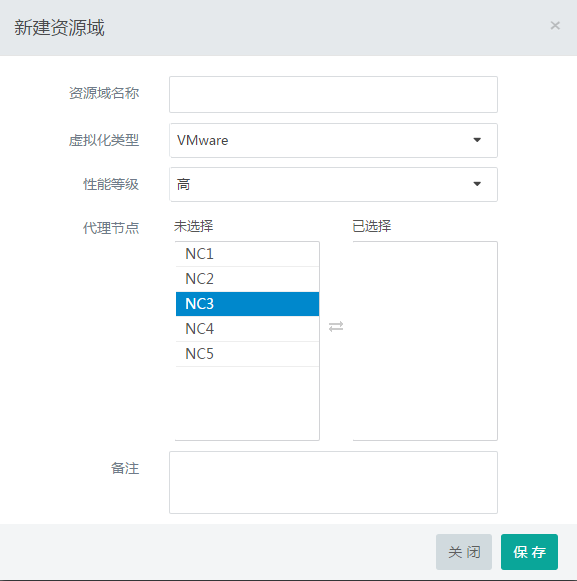 新建资源域 ×
资源域名称
虚拟化类型 VMware
性能等级 高
代理节点 未选择 已选择
NC1
NC2
NC3
NC4
NC5
备注
关闭 保存